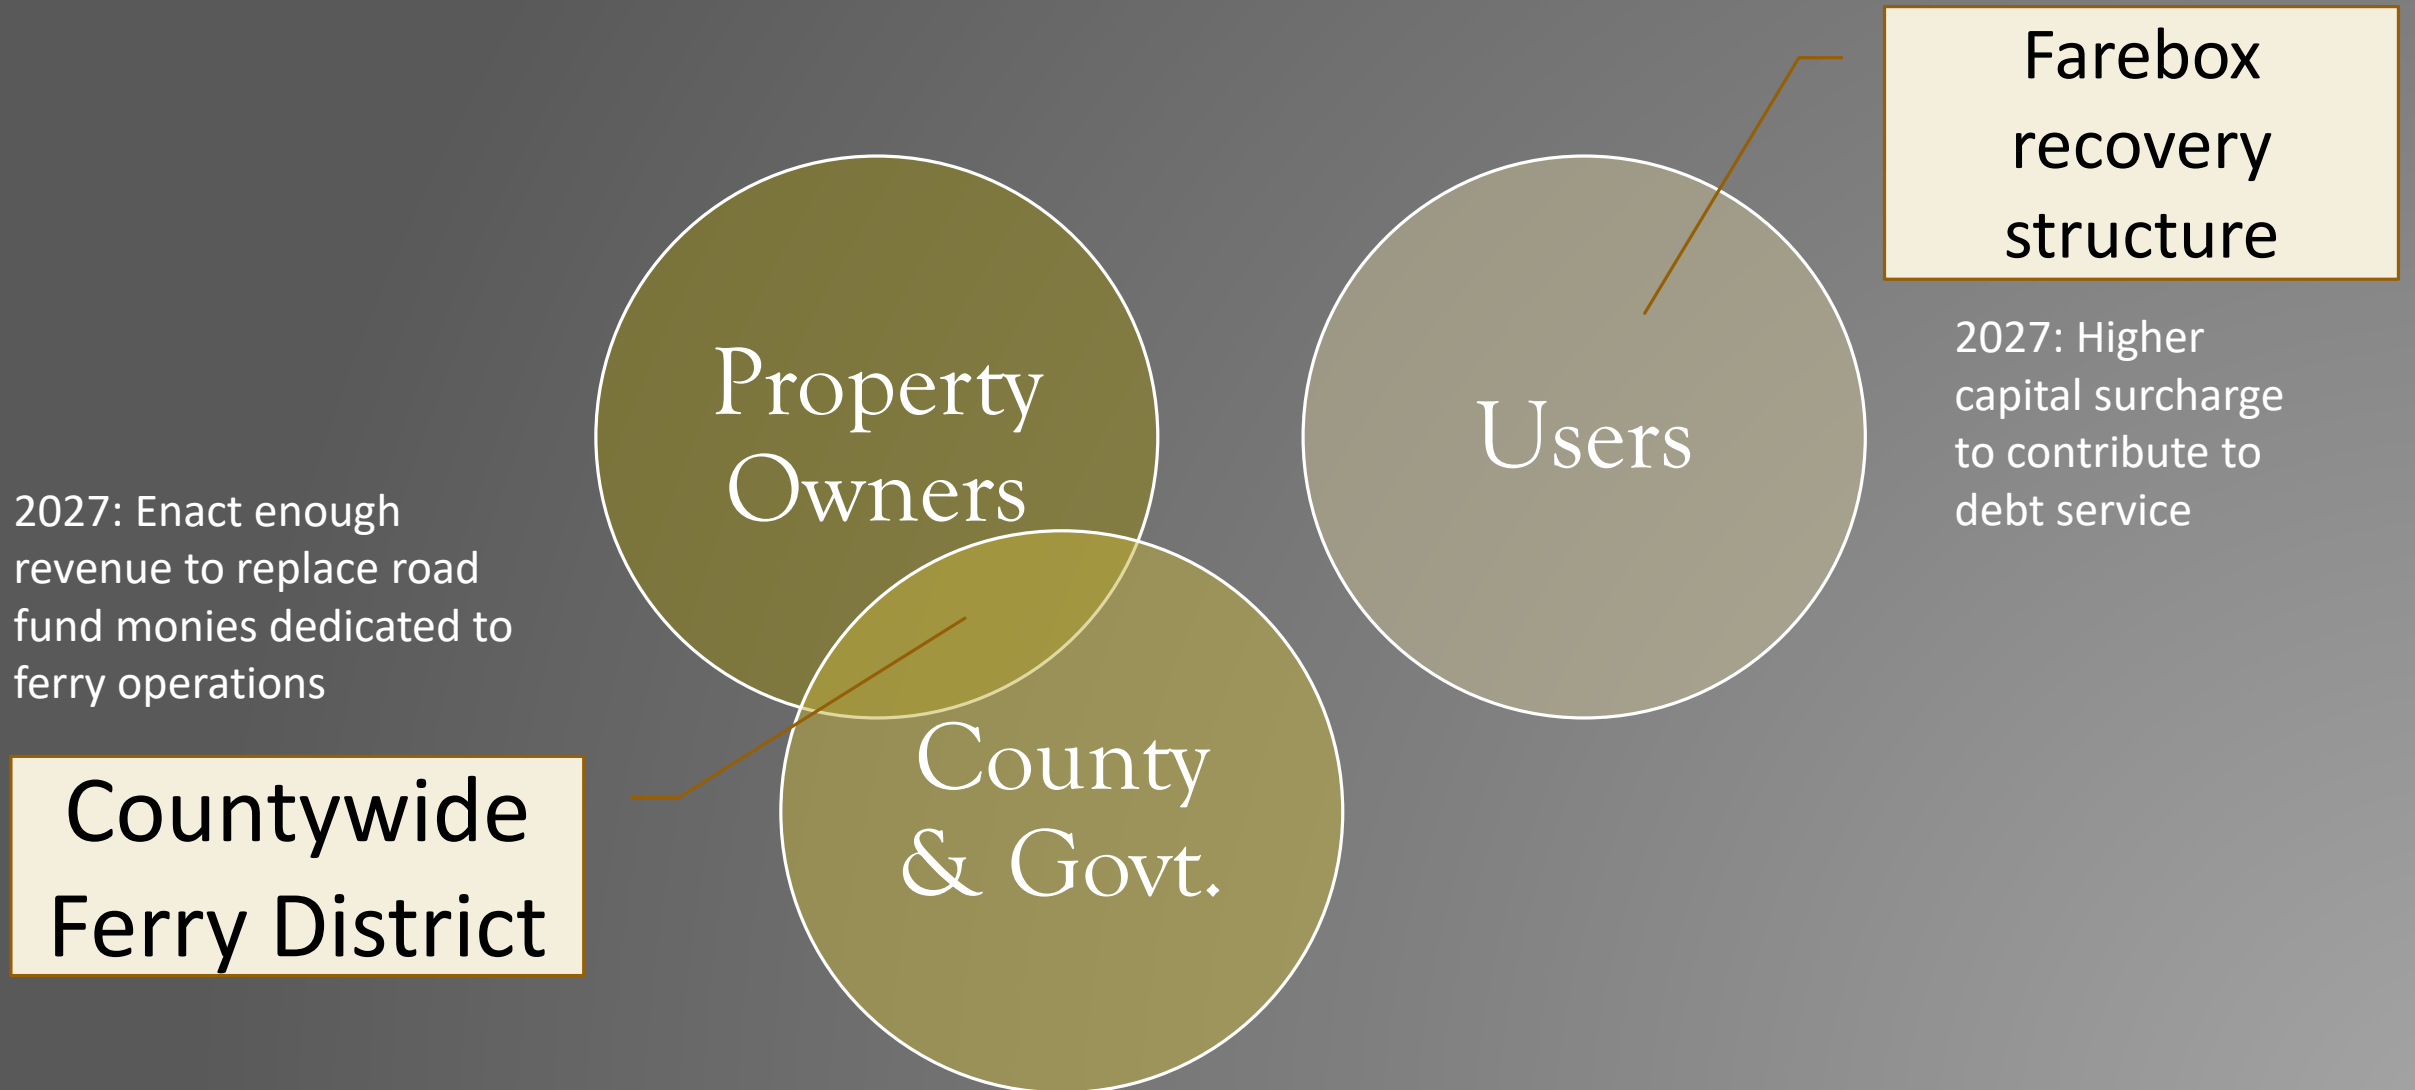 Farebox
recovery
structure
2027: Higher
capital surcharge
to contribute to
debt service
Property
Owners
Users
2027: Enact enough
revenue to replace road
fund monies dedicated to
ferry operations
County
& Govt.
Countywide
Ferry District